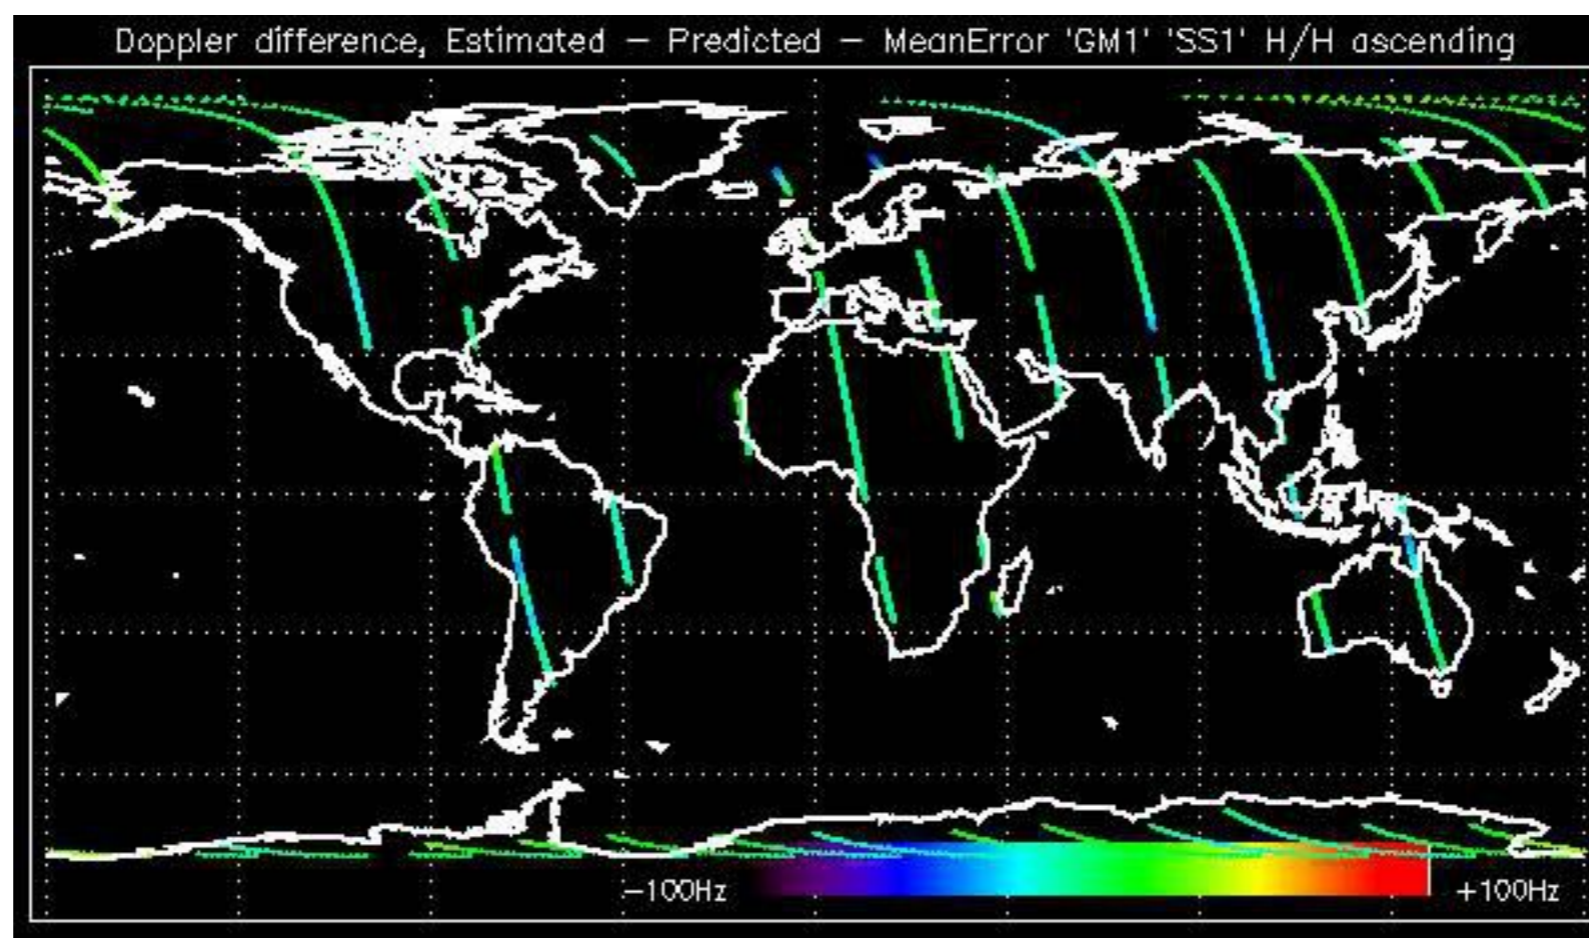 Doppler difference, Estimated – Predicted – MeanError 'GM1' 'SS1' H/H ascending
–100Hz
+100Hz